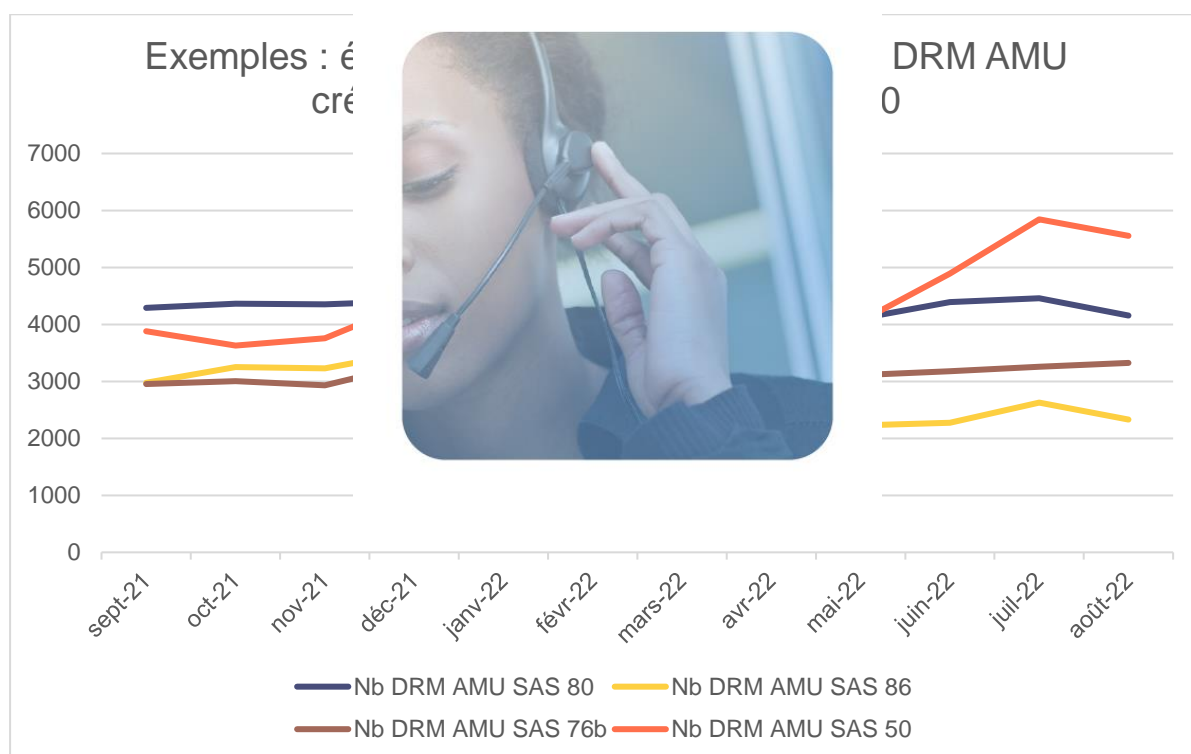 Exemples : é DRM AMU
cré 0
7000
6000
5000
4000
3000
2000
1000
0
sept-21
oct-21
nov-21
déc-21
janv-22
févr-22
mars-22
avr-22
mai-22
juin-22
juil-22
août-22
Nb DRM AMU SAS 80
Nb DRM AMU SAS 86
Nb DRM AMU SAS 76b
Nb DRM AMU SAS 50